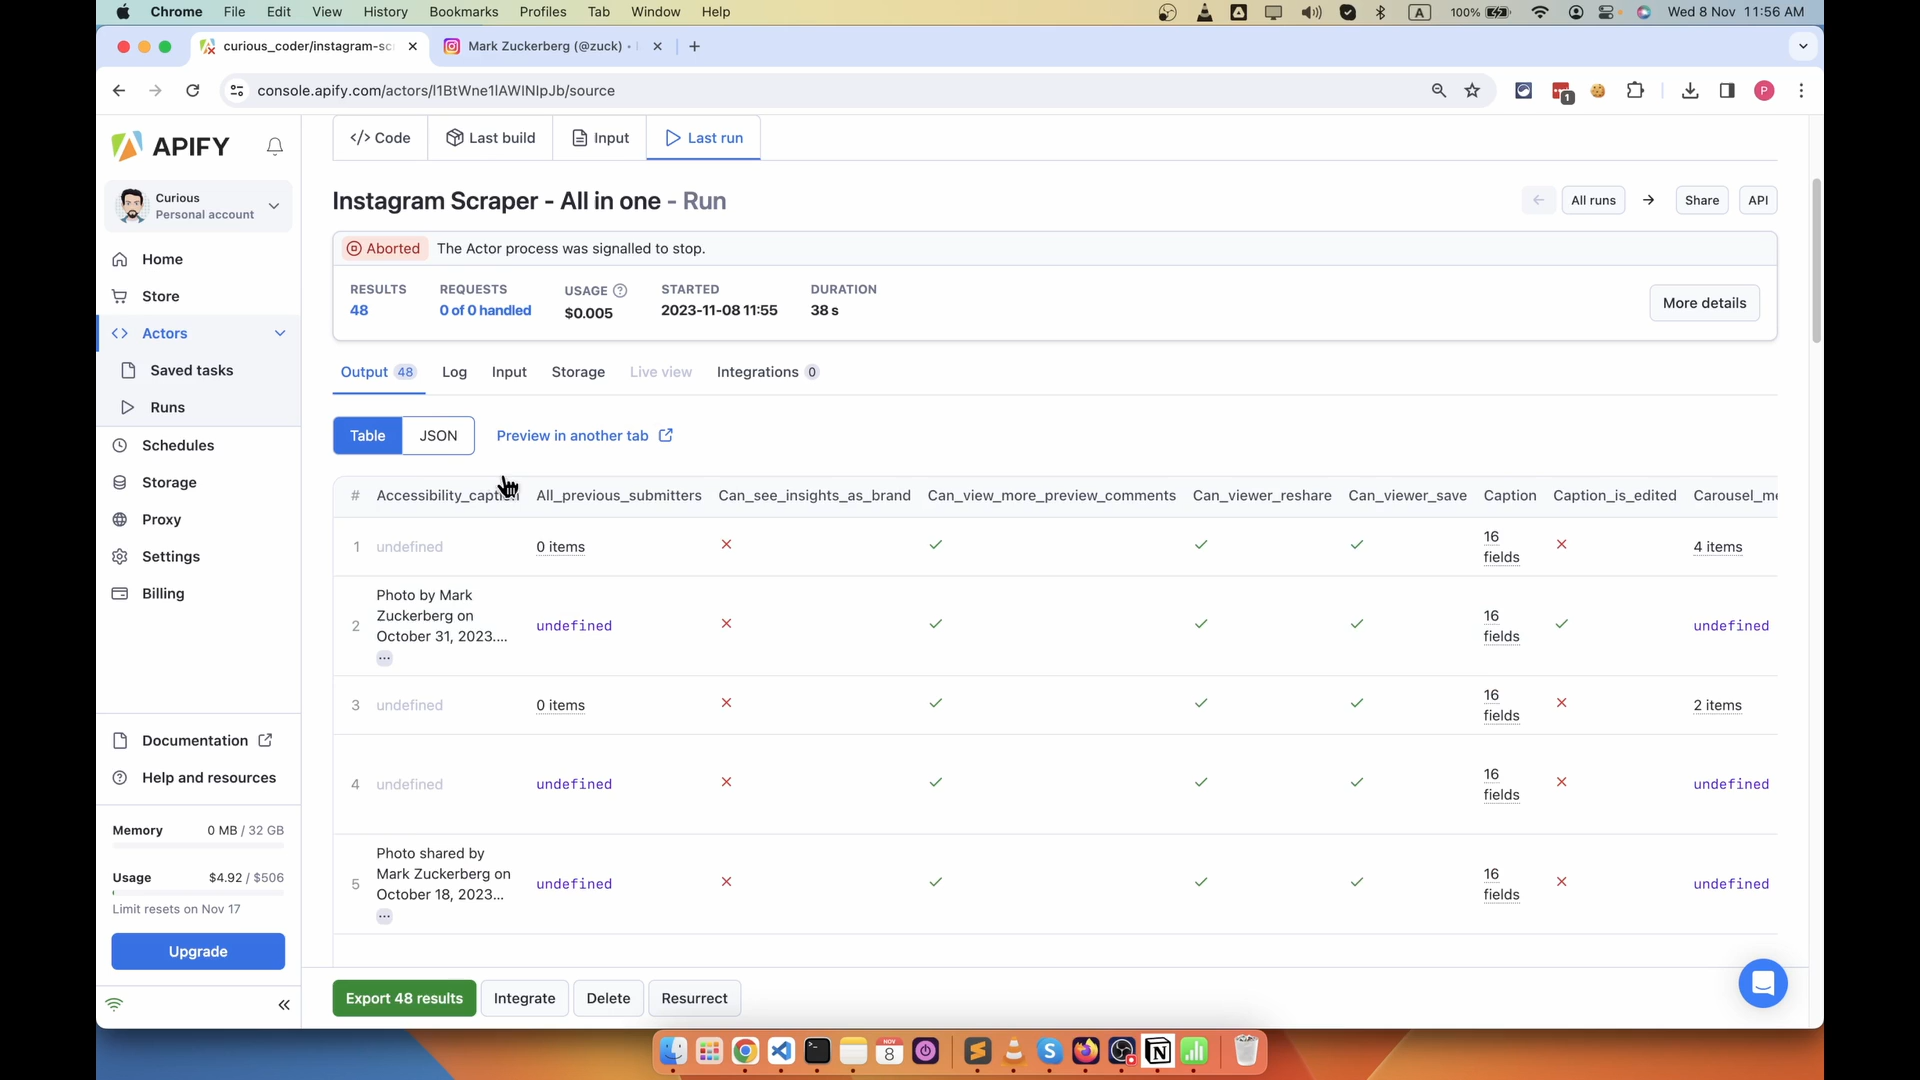 Chrome File Edit View History Bookmarks Profiles Tab Window Help
A 100% Wed 8 Nov 11:56 AM
curious_coder/instagram-sc
Mark Zuckerberg (@zuck) •
console.apify.com/actors/l1BtWne1lAWlNlpJb/source
1
P
APIFY
Curious
Personal account
Home
Store
Actors
Saved tasks
Runs
Schedules
Storage
Proxy
Settings
Billing
Documentation
Help and resources
Memory 0 MB / 32 GB
Usage $4.92 / $506
Limit resets on Nov 17
Upgrade
</> Code Last build Input Last run
Instagram Scraper - All in one - Run
All runs Share API
Aborted The Actor process was signalled to stop.
RESULTS REQUESTS USAGE STARTED DURATION
48 0 of 0 handled $0.005 2023-11-08 11:55 38 s
More details
Output 48 Log Input Storage Live view Integrations 0
Table JSON Preview in another tab
# Accessibility_caption All_previous_submitters Can_see_insights_as_brand Can_view_more_preview_comments Can_viewer_reshare Can_viewer_save Caption Caption_is_edited Carousel_me
1 undefined 0 items 16 fields 4 items
2 Photo by Mark Zuckerberg on October 31, 2023.... undefined 16 fields undefined
...
3 undefined 0 items 16 fields 2 items
4 undefined undefined 16 fields undefined
5 Photo shared by Mark Zuckerberg on October 18, 2023... undefined 16 fields undefined
...
Export 48 results Integrate Delete Resurrect
NOV
8